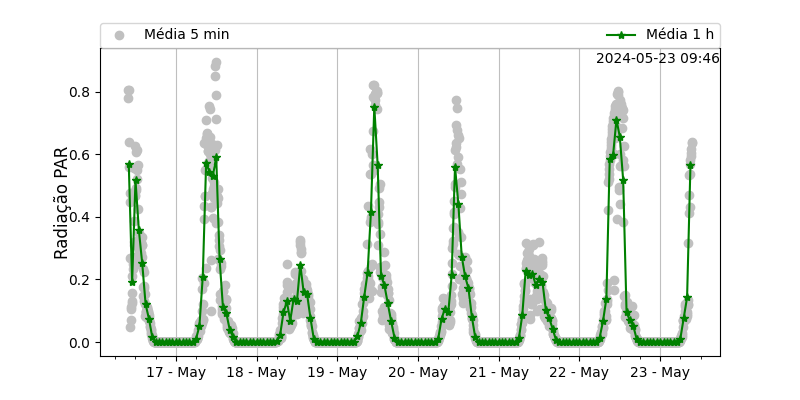 Média 5 min
Média 1 h
2024-05-23 09:46
Radiação PAR
0.8
0.6
0.4
0.2
0.0
17 - May
18 - May
19 - May
20 - May
21 - May
22 - May
23 - May